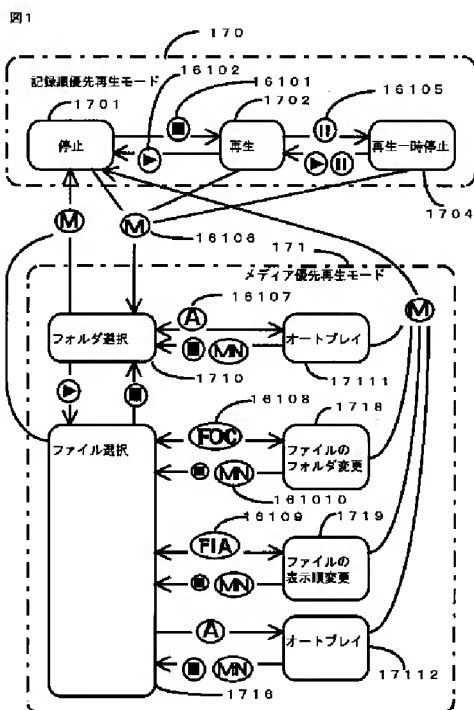 図1
170
記録順優先再生モード
16102
16101
1701
1702
16105
停止
■
▶
再生
II
▶ II
再生一時停止
1704
M
M
16106
171
メディア優先再生モード
M
16107
フォルダ選択
A
■ MN
オートプレイ
1710
17111
▶
■
16108
1718
ファイル選択
FOC
■ MN
ファイルの
フォルダ変更
161010
16109
1719
FIA
■ MN
ファイルの
表示順変更
A
■ MN
オートプレイ
1716
17112